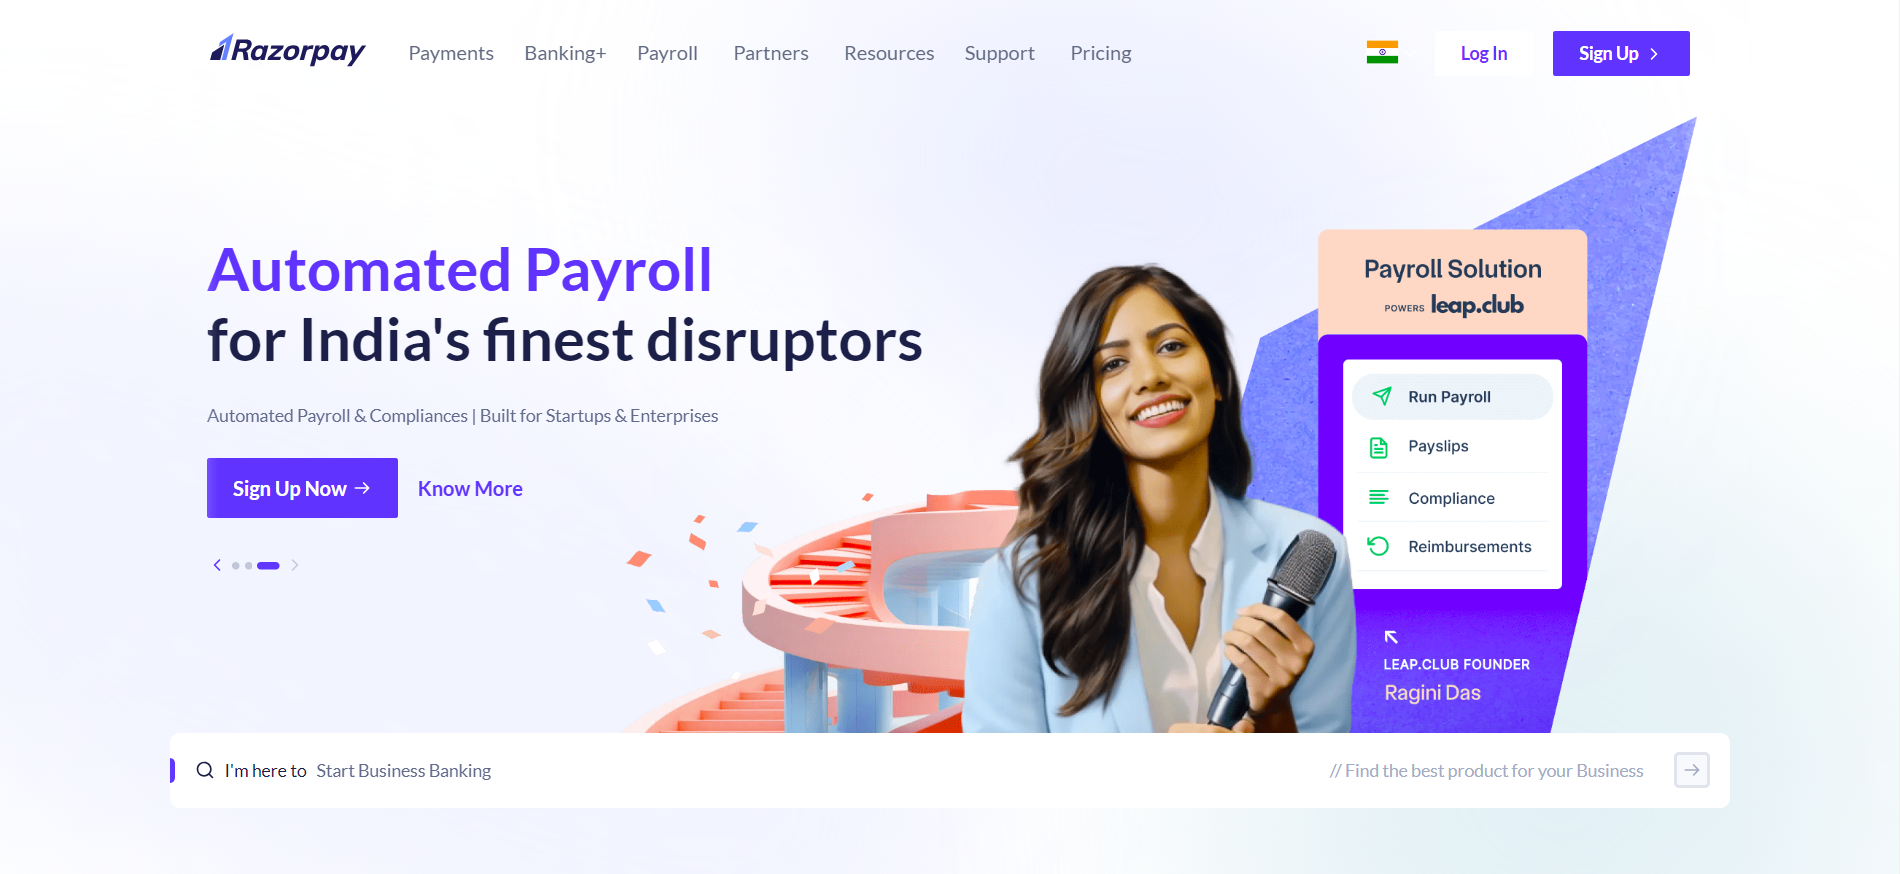 Razorpay
Payments Banking+ Payroll Partners Resources Support Pricing
Log In
Sign Up
Automated Payroll
for India's finest disruptors
Automated Payroll & Compliances | Built for Startups & Enterprises
Sign Up Now
Know More
Payroll Solution
POWERS leap.club
Run Payroll
Payslips
Compliance
Reimbursements
LEAP.CLUB FOUNDER
Ragini Das
I'm here to Start Business Banking
// Find the best product for your Business